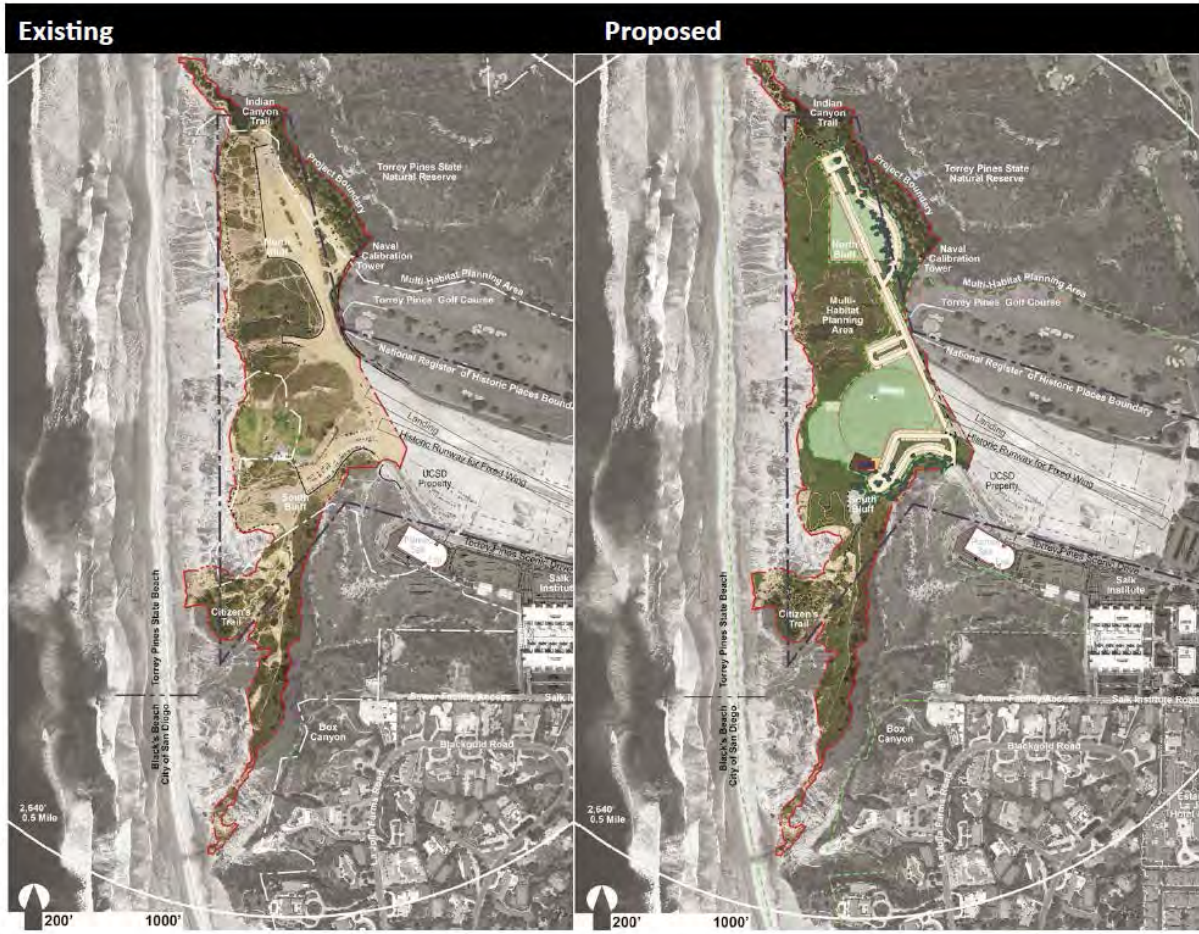 Existing
Indian
Canyon
Trail
Project Boundary
Torrey Pines State
Natural Reserve
North
Bluff
Naval
Calibration
Tower
Multi-Habitat Planning Area
Torrey Pines Golf Course
National Register of Historic Places Boundary
Landing
Historic Runway for Fixed Wing
UCSD
Property
South
Bluff
Torrey Pines Scenic Drive
Salk
Institute
Citizen's
Trail
Torrey Pines State Beach
Black's Beach
City of San Diego
Sewer Facility Access
Box
Canyon
Blackgold Road
La Jolla Farms Road
2,640'
0.5 Mile
200'
1000'
Proposed
Indian
Canyon
Trail
Project Boundary
Torrey Pines State
Natural Reserve
North
Bluff
Naval
Calibration
Tower
Multi-
Habitat
Planning
Area
Multi-Habitat Planning Area
Torrey Pines Golf Course
National Register of Historic Places Boundary
Landing
Historic Runway for Fixed Wing
UCSD
Property
South
Bluff
Torrey Pines Scenic Drive
Salk
Institute
Citizen's
Trail
Torrey Pines State Beach
Black's Beach
City of San Diego
Sewer Facility Access
Salk Institute Road
Box
Canyon
Blackgold Road
La Jolla Farms Road
2,640'
0.5 Mile
200'
1000'